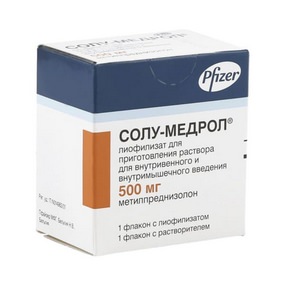 Pfizer
СОЛУ-МЕДРОЛ®
лиофилизат для
приготовления раствора
для внутривенного и
внутримышечного введения
500 мг
метилпреднизолон
1 флакон с лиофилизатом
1 флакон с растворителем